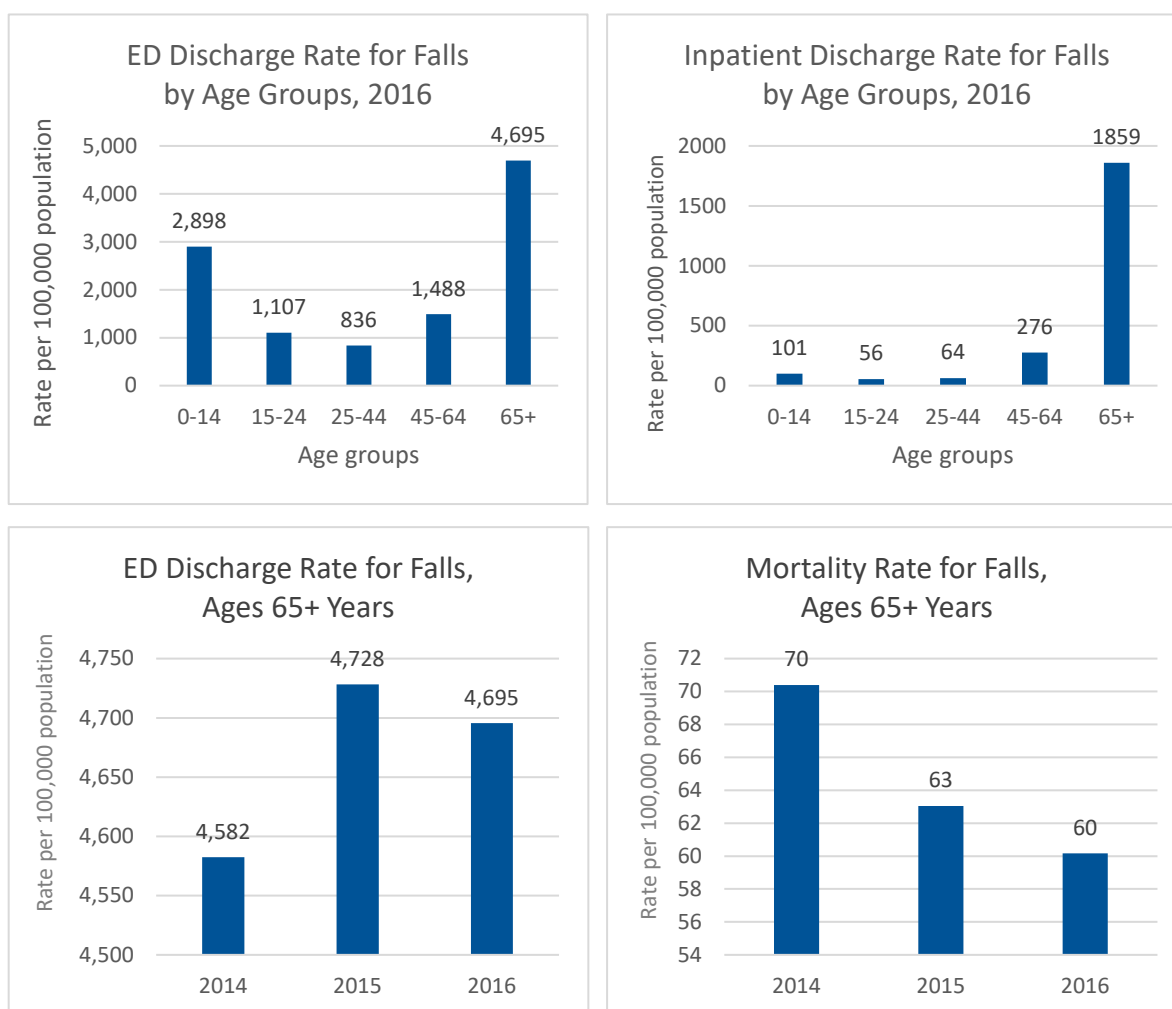 ED Discharge Rate for Falls
by Age Groups, 2016
Rate per 100,000 population
5,000
4,000
3,000
2,000
1,000
0
2,898
1,107
836
1,488
4,695
0-14 15-24 25-44 45-64 65+
Age groups
Inpatient Discharge Rate for Falls
by Age Groups, 2016
Rate per 100,000 population
2000
1500
1000
500
0
101
56
64
276
1859
0-14 15-24 25-44 45-64 65+
Age groups
ED Discharge Rate for Falls,
Ages 65+ Years
Rate per 100,000 population
4,750
4,700
4,650
4,600
4,550
4,500
4,582
4,728
4,695
2014 2015 2016
Mortality Rate for Falls,
Ages 65+ Years
Rate per 100,000 population
72
70
68
66
64
62
60
58
56
54
70
63
60
2014 2015 2016